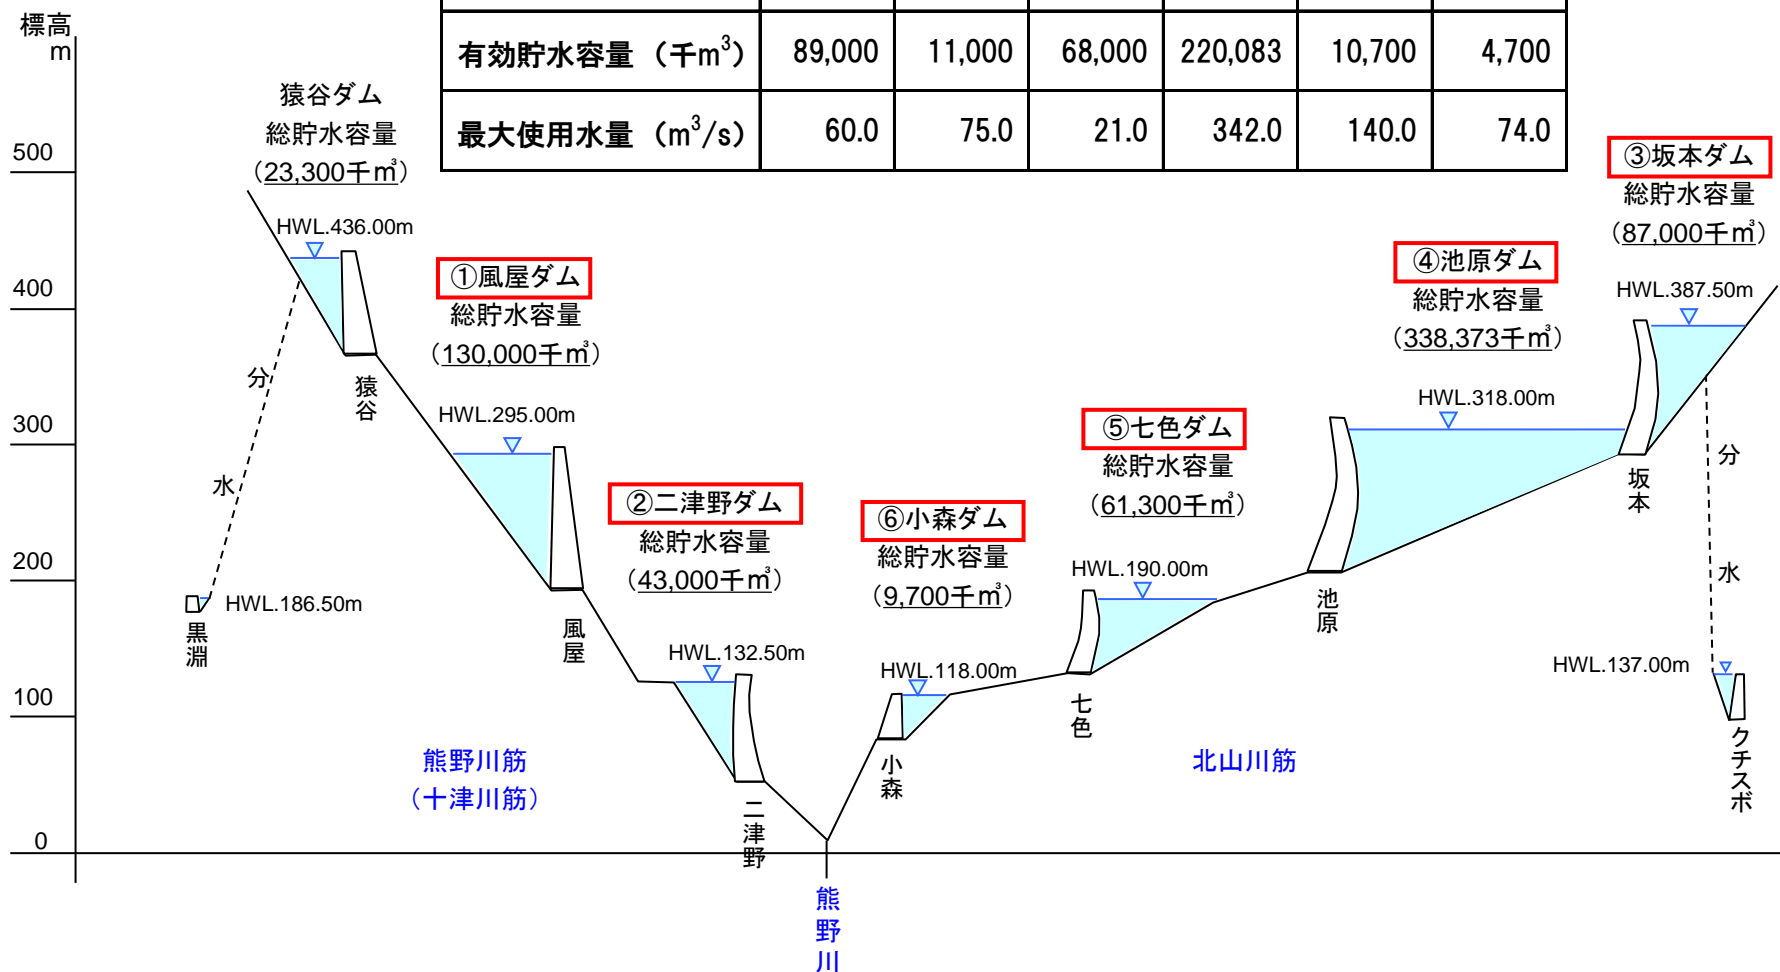 標高
m
有効貯水容量 （千m³） 89,000 11,000 68,000 220,083 10,700 4,700
最大使用水量 （m³/s） 60.0 75.0 21.0 342.0 140.0 74.0
500
400
300
200
100
0
猿谷ダム
総貯水容量
（23,300千㎥）
HWL.436.00m
猿谷
分水
HWL.186.50m
黒淵
①風屋ダム
総貯水容量
（130,000千㎥）
HWL.295.00m
風屋
②二津野ダム
総貯水容量
（43,000千㎥）
HWL.132.50m
二津野
熊野川筋
（十津川筋）
熊野川
⑥小森ダム
総貯水容量
（9,700千㎥）
HWL.118.00m
小森
⑤七色ダム
総貯水容量
（61,300千㎥）
HWL.190.00m
七色
北山川筋
④池原ダム
総貯水容量
（338,373千㎥）
HWL.318.00m
池原
③坂本ダム
総貯水容量
（87,000千㎥）
HWL.387.50m
坂本
分水
HWL.137.00m
クチスボ